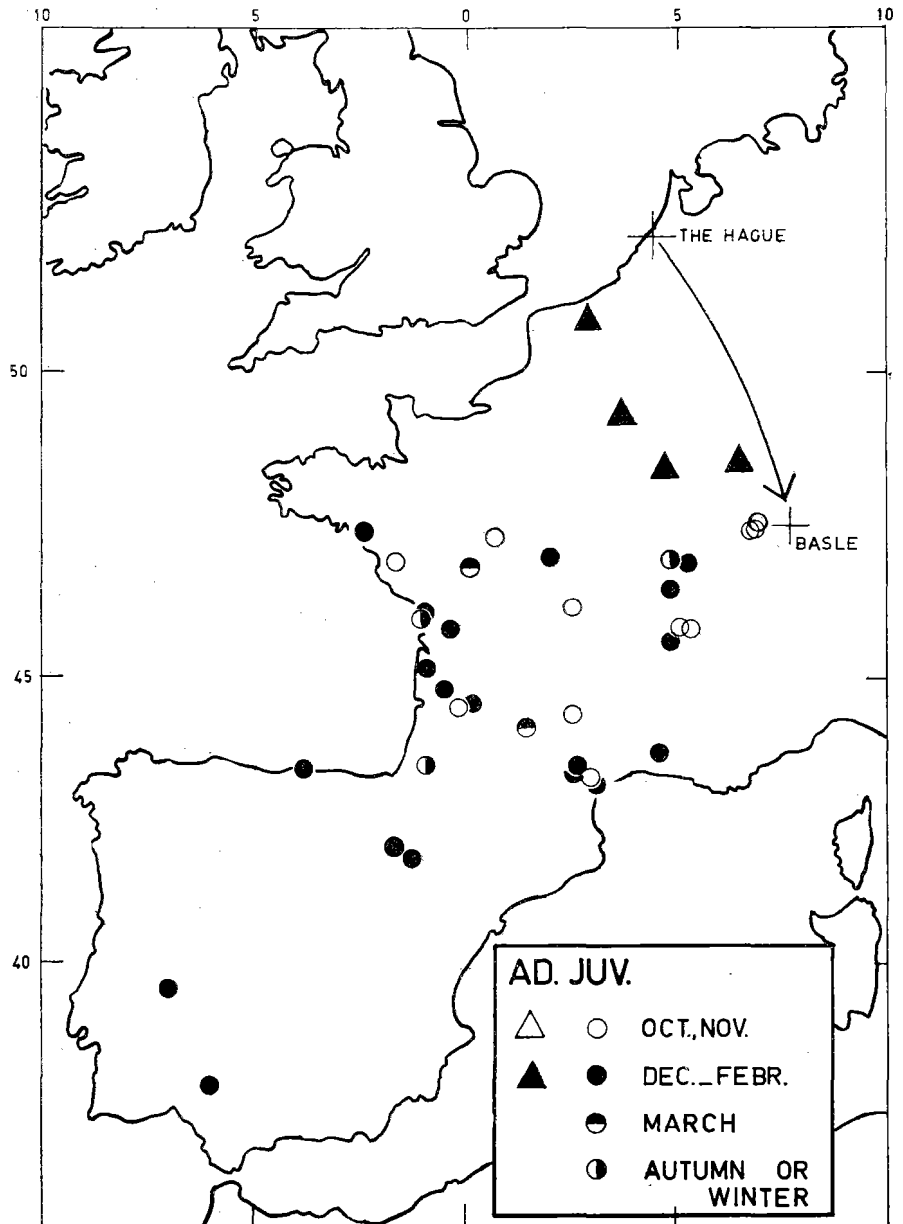 10 5 0 5 10
THE HAGUE
50
BASLE
45
40
AD. JUV.
OCT.,NOV.
DEC._FEBR.
MARCH
AUTUMN OR
WINTER